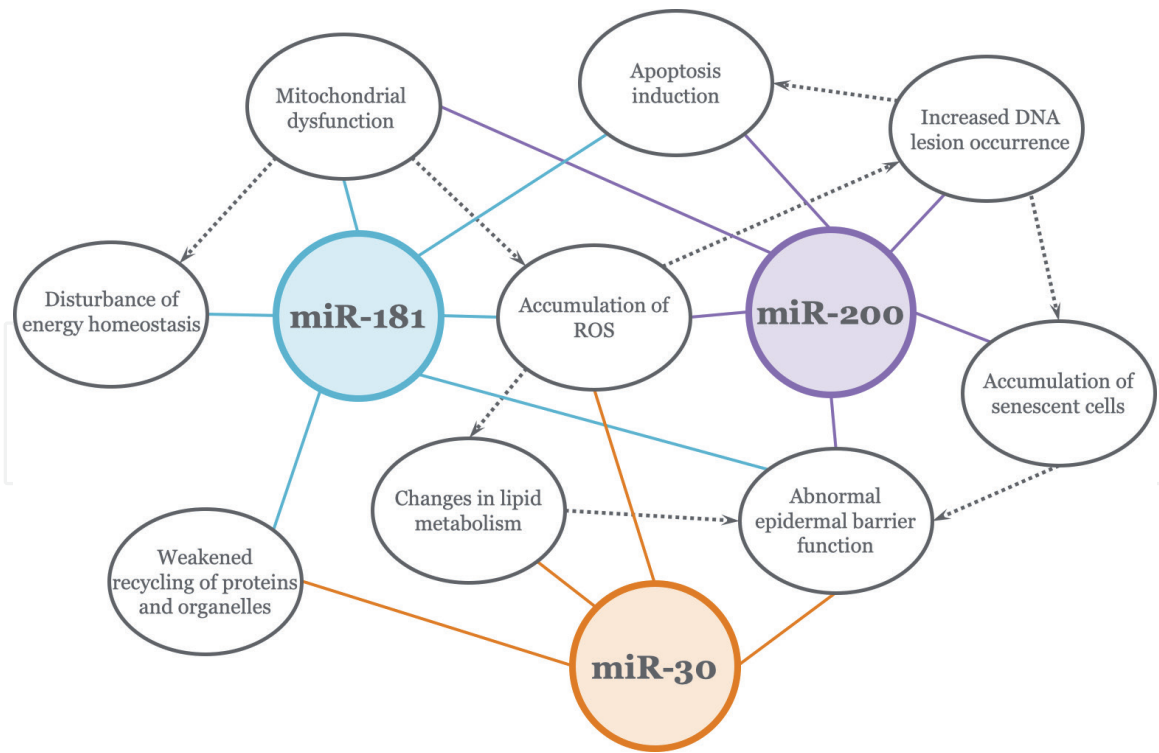 Mitochondrial
dysfunction
Apoptosis
induction
Increased DNA
lesion occurrence
Disturbance of
energy homeostasis
miR-181
Accumulation of
ROS
miR-200
Accumulation of
senescent cells
Changes in lipid
metabolism
Abnormal
epidermal barrier
function
Weakened
recycling of proteins
and organelles
miR-30